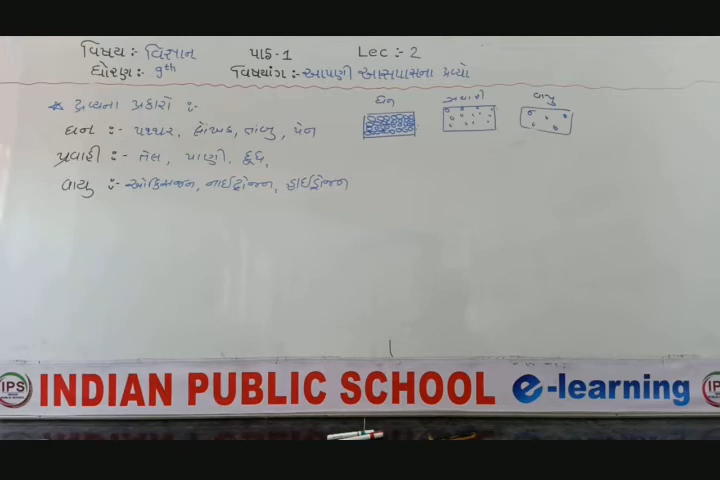 વિષય :- વિજ્ઞાન પાઠ-1 Lec :- 2
ધોરણ :- 9th વિષયાંગ :- આપણી આસપાસના દ્રવ્યો
* દ્રવ્યના પ્રકારો :-
ઘન પ્રવાહી વાયુ
ઘન :- પથ્થર, લોખંડ, તાંબુ, પેન
પ્રવાહી :- તેલ, પાણી, દૂધ,
વાયુ :- ઓક્સિજન, નાઈટ્રોજન, હાઈડ્રોજન
IPS INDIAN PUBLIC SCHOOL e-learning IPS